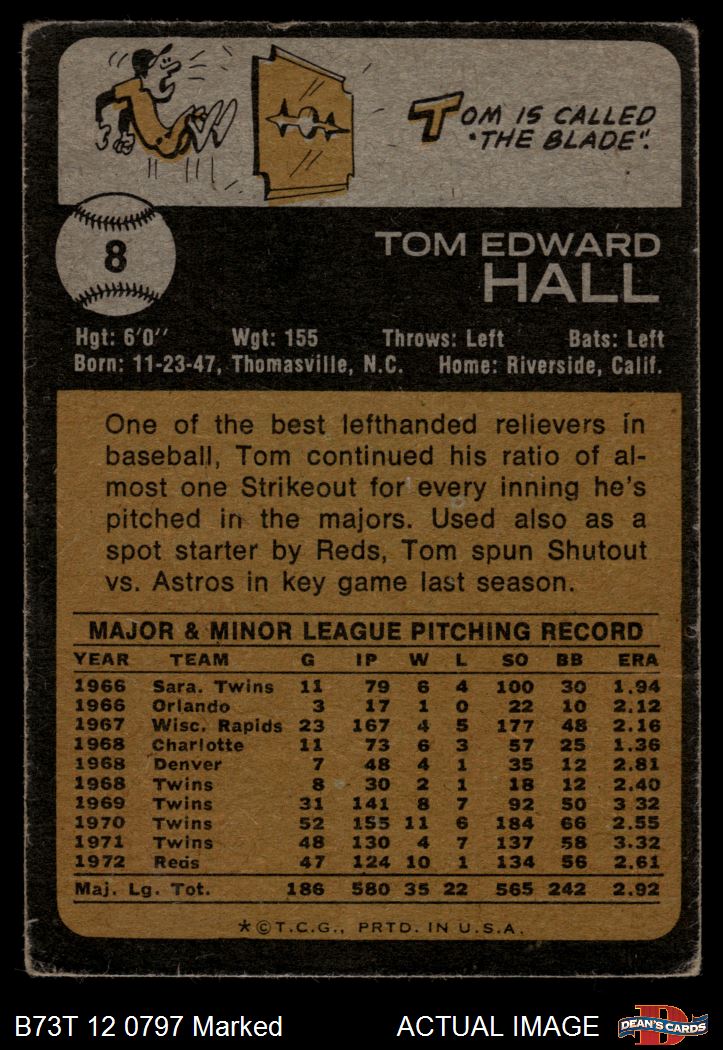 TOM IS CALLED
"THE BLADE".
8
TOM EDWARD
HALL
Hgt: 6'0" Wgt: 155 Throws: Left Bats: Left
Born: 11-23-47, Thomasville, N.C. Home: Riverside, Calif.
One of the best lefthanded relievers in
baseball, Tom continued his ratio of al-
most one Strikeout for every inning he's
pitched in the majors. Used also as a
spot starter by Reds, Tom spun Shutout
vs. Astros in key game last season.
MAJOR & MINOR LEAGUE PITCHING RECORD
YEAR TEAM G IP W L SO BB ERA
1966 Sara. Twins 11 79 6 4 100 30 1.94
1966 Orlando 3 17 1 0 22 10 2.12
1967 Wisc. Rapids 23 167 4 5 177 48 2.16
1968 Charlotte 11 73 6 3 57 25 1.36
1968 Denver 7 48 4 1 35 12 2.81
1968 Twins 8 30 2 1 18 12 2.40
1969 Twins 31 141 8 7 92 50 3.32
1970 Twins 52 155 11 6 184 66 2.55
1971 Twins 48 130 4 7 137 58 3.32
1972 Reds 47 124 10 1 134 56 2.61
Maj. Lg. Tot. 186 580 35 22 565 242 2.92
*©T.C.G., PRTD. IN U.S.A.
B73T 12 0797 Marked ACTUAL IMAGE
DEAN'S CARDS